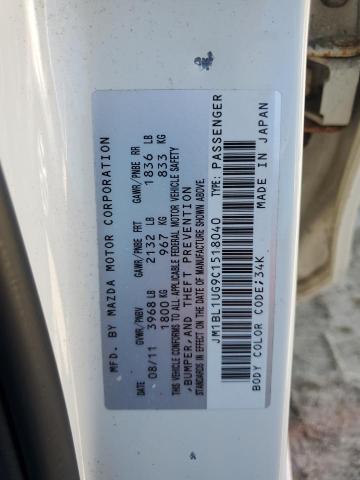 MFD. BY MAZDA MOTOR CORPORATION
DATE GVWR/PNBV GAWR/PNBE FRT GAWR/PNBE RR
08/11 3968 LB 2132 LB 1836 LB
1800 KG 967 KG 833 KG
THIS VEHICLE CONFORMS TO ALL APPLICABLE FEDERAL MOTOR VEHICLE SAFETY
, BUMPER, AND THEFT PREVENTION
STANDARDS IN EFFECT ON THE DATE OF MANUFACTURE SHOWN ABOVE.
JM1BL1UG9C1518040 TYPE: PASSENGER
BODY COLOR CODE;34K MADE IN JAPAN